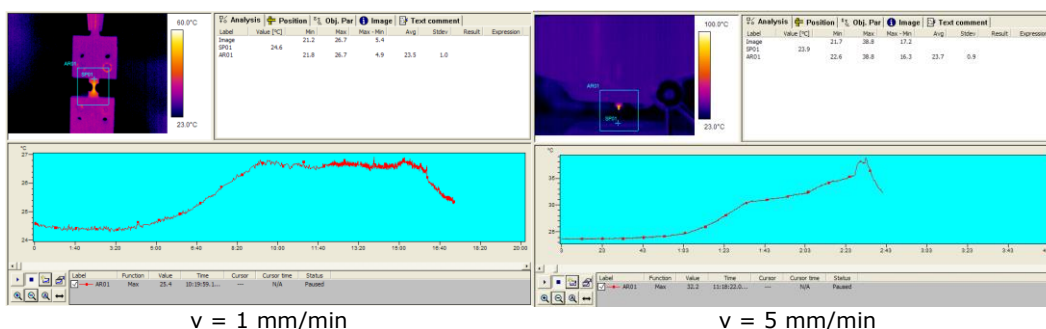 60.0°C
23.0°C
AR01
SP01
Analysis Position Obj. Par Image Text comment
Label Value [°C] Min Max Max - Min Avg Stdev Result Expression
Image 21.2 26.7 5.4
SP01 24.6
AR01 21.8 26.7 4.9 23.5 1.0
100.0°C
23.0°C
AR01
SP01
Analysis Position Obj. Par Image Text comment
Label Value [°C] Min Max Max - Min Avg Stdev Result Expression
Image 21.7 38.8 17.2
SP01 23.9
AR01 22.6 38.8 16.3 23.7 0.9
°C
27
26
25
24
0 1:40 3:20 5:00 6:40 8:20 10:00 11:40 13:20 15:00 16:40 18:20 20:00
°C
0 23 43 1:03 1:23 1:43 2:03 2:23 2:43 3:03 3:23 3:43
Label Function Value Time Cursor Cursor time Status
AR01 Max 25.4 10:19:59.1... --- N/A Paused
Label Function Value Time Cursor Cursor time Status
AR01 Max 32.2 11:18:22.0... --- N/A Paused
v = 1 mm/min
v = 5 mm/min